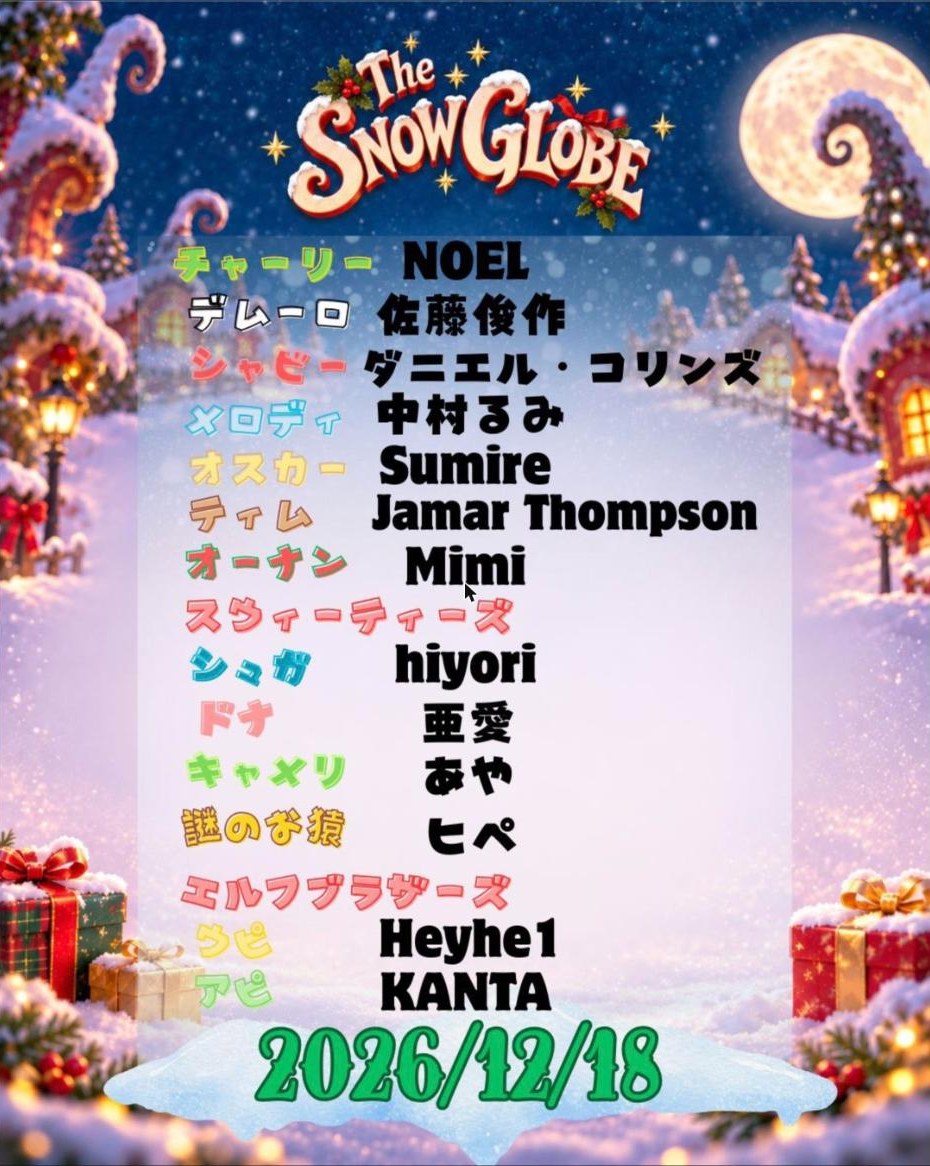 The
SNOW GLOBE
チャーリー NOEL
デムーロ 佐藤俊作
シャビー ダニエル・コリンズ
メロディ 中村るみ
オスカー Sumire
ティム Jamar Thompson
オーナン Mimi
スウィーティーズ
シュガ hiyori
ドナ 亜愛
キャメリ あや
謎のお猿 ヒペ
エルフブラザーズ
ウピ Heyhe1
アピ KANTA
2026/12/18